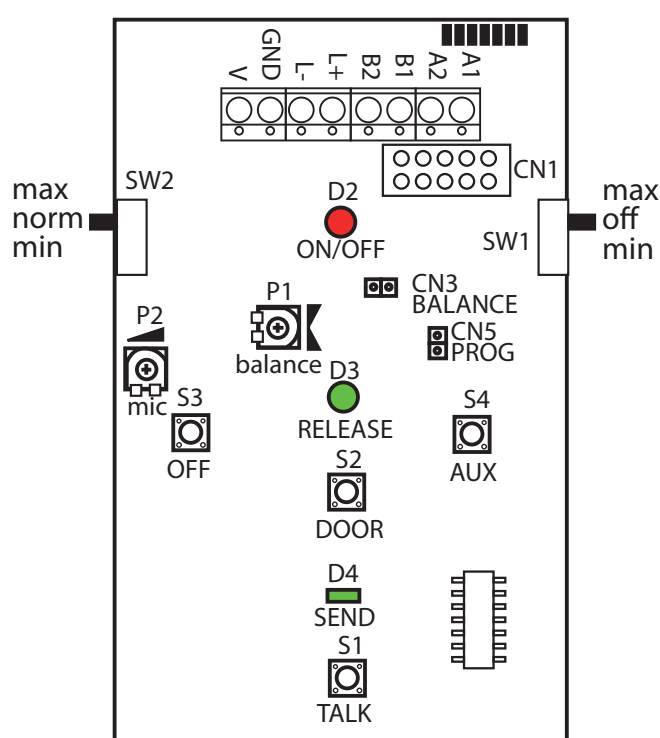 V GND L- L+ B2 B1 A2 A1
CN1
SW2
max
norm
min
D2
ON/OFF
SW1
max
off
min
CN3
BALANCE
P1
balance
P2
mic
CN5
PROG
D3
RELEASE
S3
OFF
S4
AUX
S2
DOOR
D4
SEND
S1
TALK